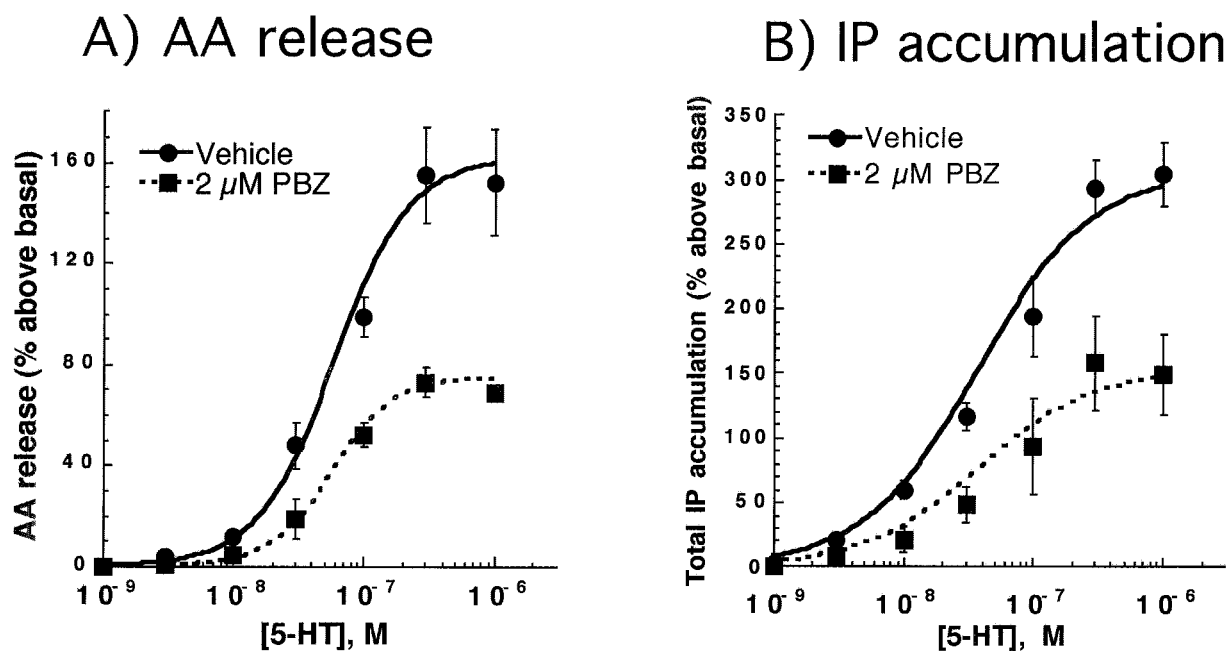 A) AA release
Vehicle
2 μM PBZ
AA release (% above basal)
160
120
80
40
0
10⁻⁹ 10⁻⁸ 10⁻⁷ 10⁻⁶
[5-HT], M
B) IP accumulation
Vehicle
2 μM PBZ
Total IP accumulation (% above basal)
350
300
250
200
150
100
50
0
10⁻⁹ 10⁻⁸ 10⁻⁷ 10⁻⁶
[5-HT], M